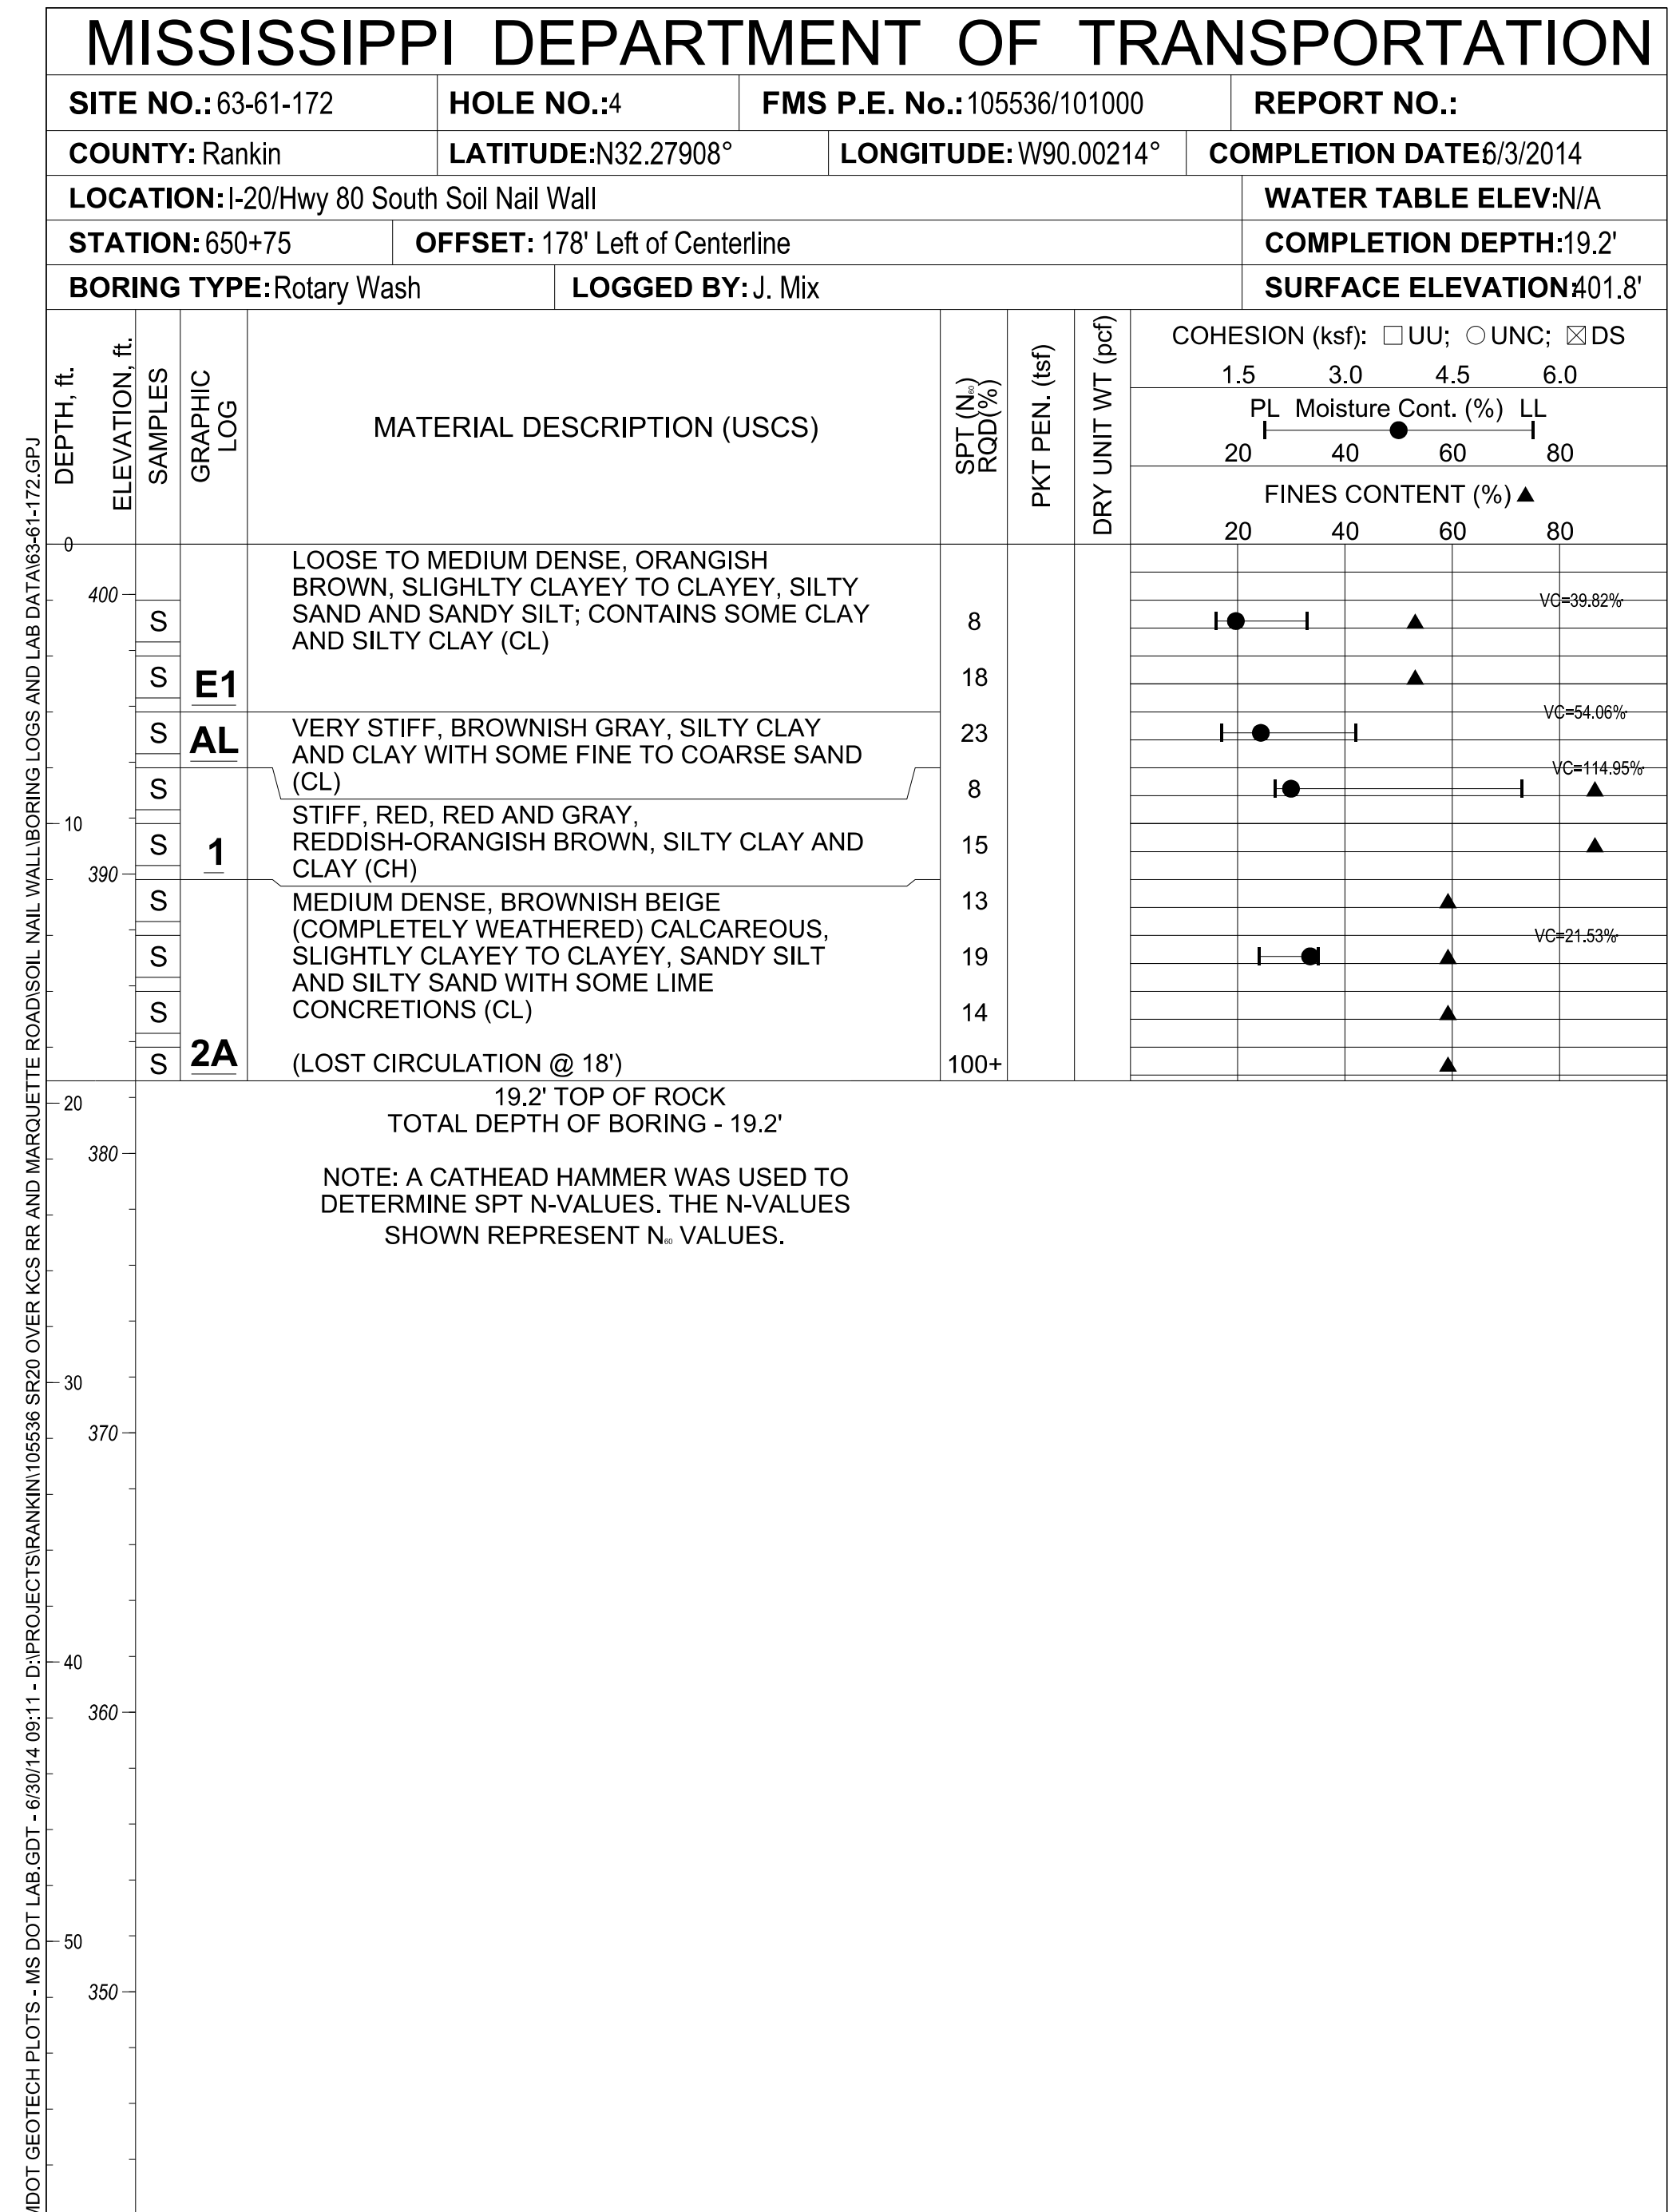 MISSISSIPPI DEPARTMENT OF TRANSPORTATION
SITE NO.: 63-61-172 HOLE NO.:4 FMS P.E. No.:105536/101000 REPORT NO.:
COUNTY: Rankin LATITUDE:N32.27908° LONGITUDE: W90.00214° COMPLETION DATE:6/3/2014
LOCATION: I-20/Hwy 80 South Soil Nail Wall WATER TABLE ELEV:N/A
STATION: 650+75 OFFSET: 178' Left of Centerline COMPLETION DEPTH:19.2'
BORING TYPE: Rotary Wash LOGGED BY: J. Mix SURFACE ELEVATION:401.8'
DEPTH, ft.
ELEVATION, ft.
SAMPLES
GRAPHIC
LOG
MATERIAL DESCRIPTION (USCS)
SPT (N₆₀)
RQD(%)
PKT PEN. (tsf)
DRY UNIT WT (pcf)
COHESION (ksf): □ UU; ○ UNC; ☒ DS
1.5 3.0 4.5 6.0
PL Moisture Cont. (%) LL
20 40 60 80
FINES CONTENT (%) ▲
20 40 60 80
0
LOOSE TO MEDIUM DENSE, ORANGISH
BROWN, SLIGHLTY CLAYEY TO CLAYEY, SILTY
SAND AND SANDY SILT; CONTAINS SOME CLAY
AND SILTY CLAY (CL)
400
S 8 VC=39.82%
S E1 18
S AL 23 VC=54.06%
VERY STIFF, BROWNISH GRAY, SILTY CLAY
AND CLAY WITH SOME FINE TO COARSE SAND
(CL)
S 8 VC=114.95%
STIFF, RED, RED AND GRAY,
REDDISH-ORANGISH BROWN, SILTY CLAY AND
CLAY (CH)
10
S 1 15
390
S 13
MEDIUM DENSE, BROWNISH BEIGE
(COMPLETELY WEATHERED) CALCAREOUS,
SLIGHTLY CLAYEY TO CLAYEY, SANDY SILT
AND SILTY SAND WITH SOME LIME
CONCRETIONS (CL)
S 19 VC=21.53%
S 14
S 2A (LOST CIRCULATION @ 18') 100+
20
19.2' TOP OF ROCK
TOTAL DEPTH OF BORING - 19.2'
380
NOTE: A CATHEAD HAMMER WAS USED TO
DETERMINE SPT N-VALUES. THE N-VALUES
SHOWN REPRESENT N₆₀ VALUES.
30
370
40
360
50
350
MDOT GEOTECH PLOTS - MS DOT LAB.GDT - 6/30/14 09:11 - D:\PROJECTS\RANKIN\105536 SR20 OVER KCS RR AND MARQUETTE ROAD\SOIL NAIL WALL\BORING LOGS AND LAB DATA\63-61-172.GPJ